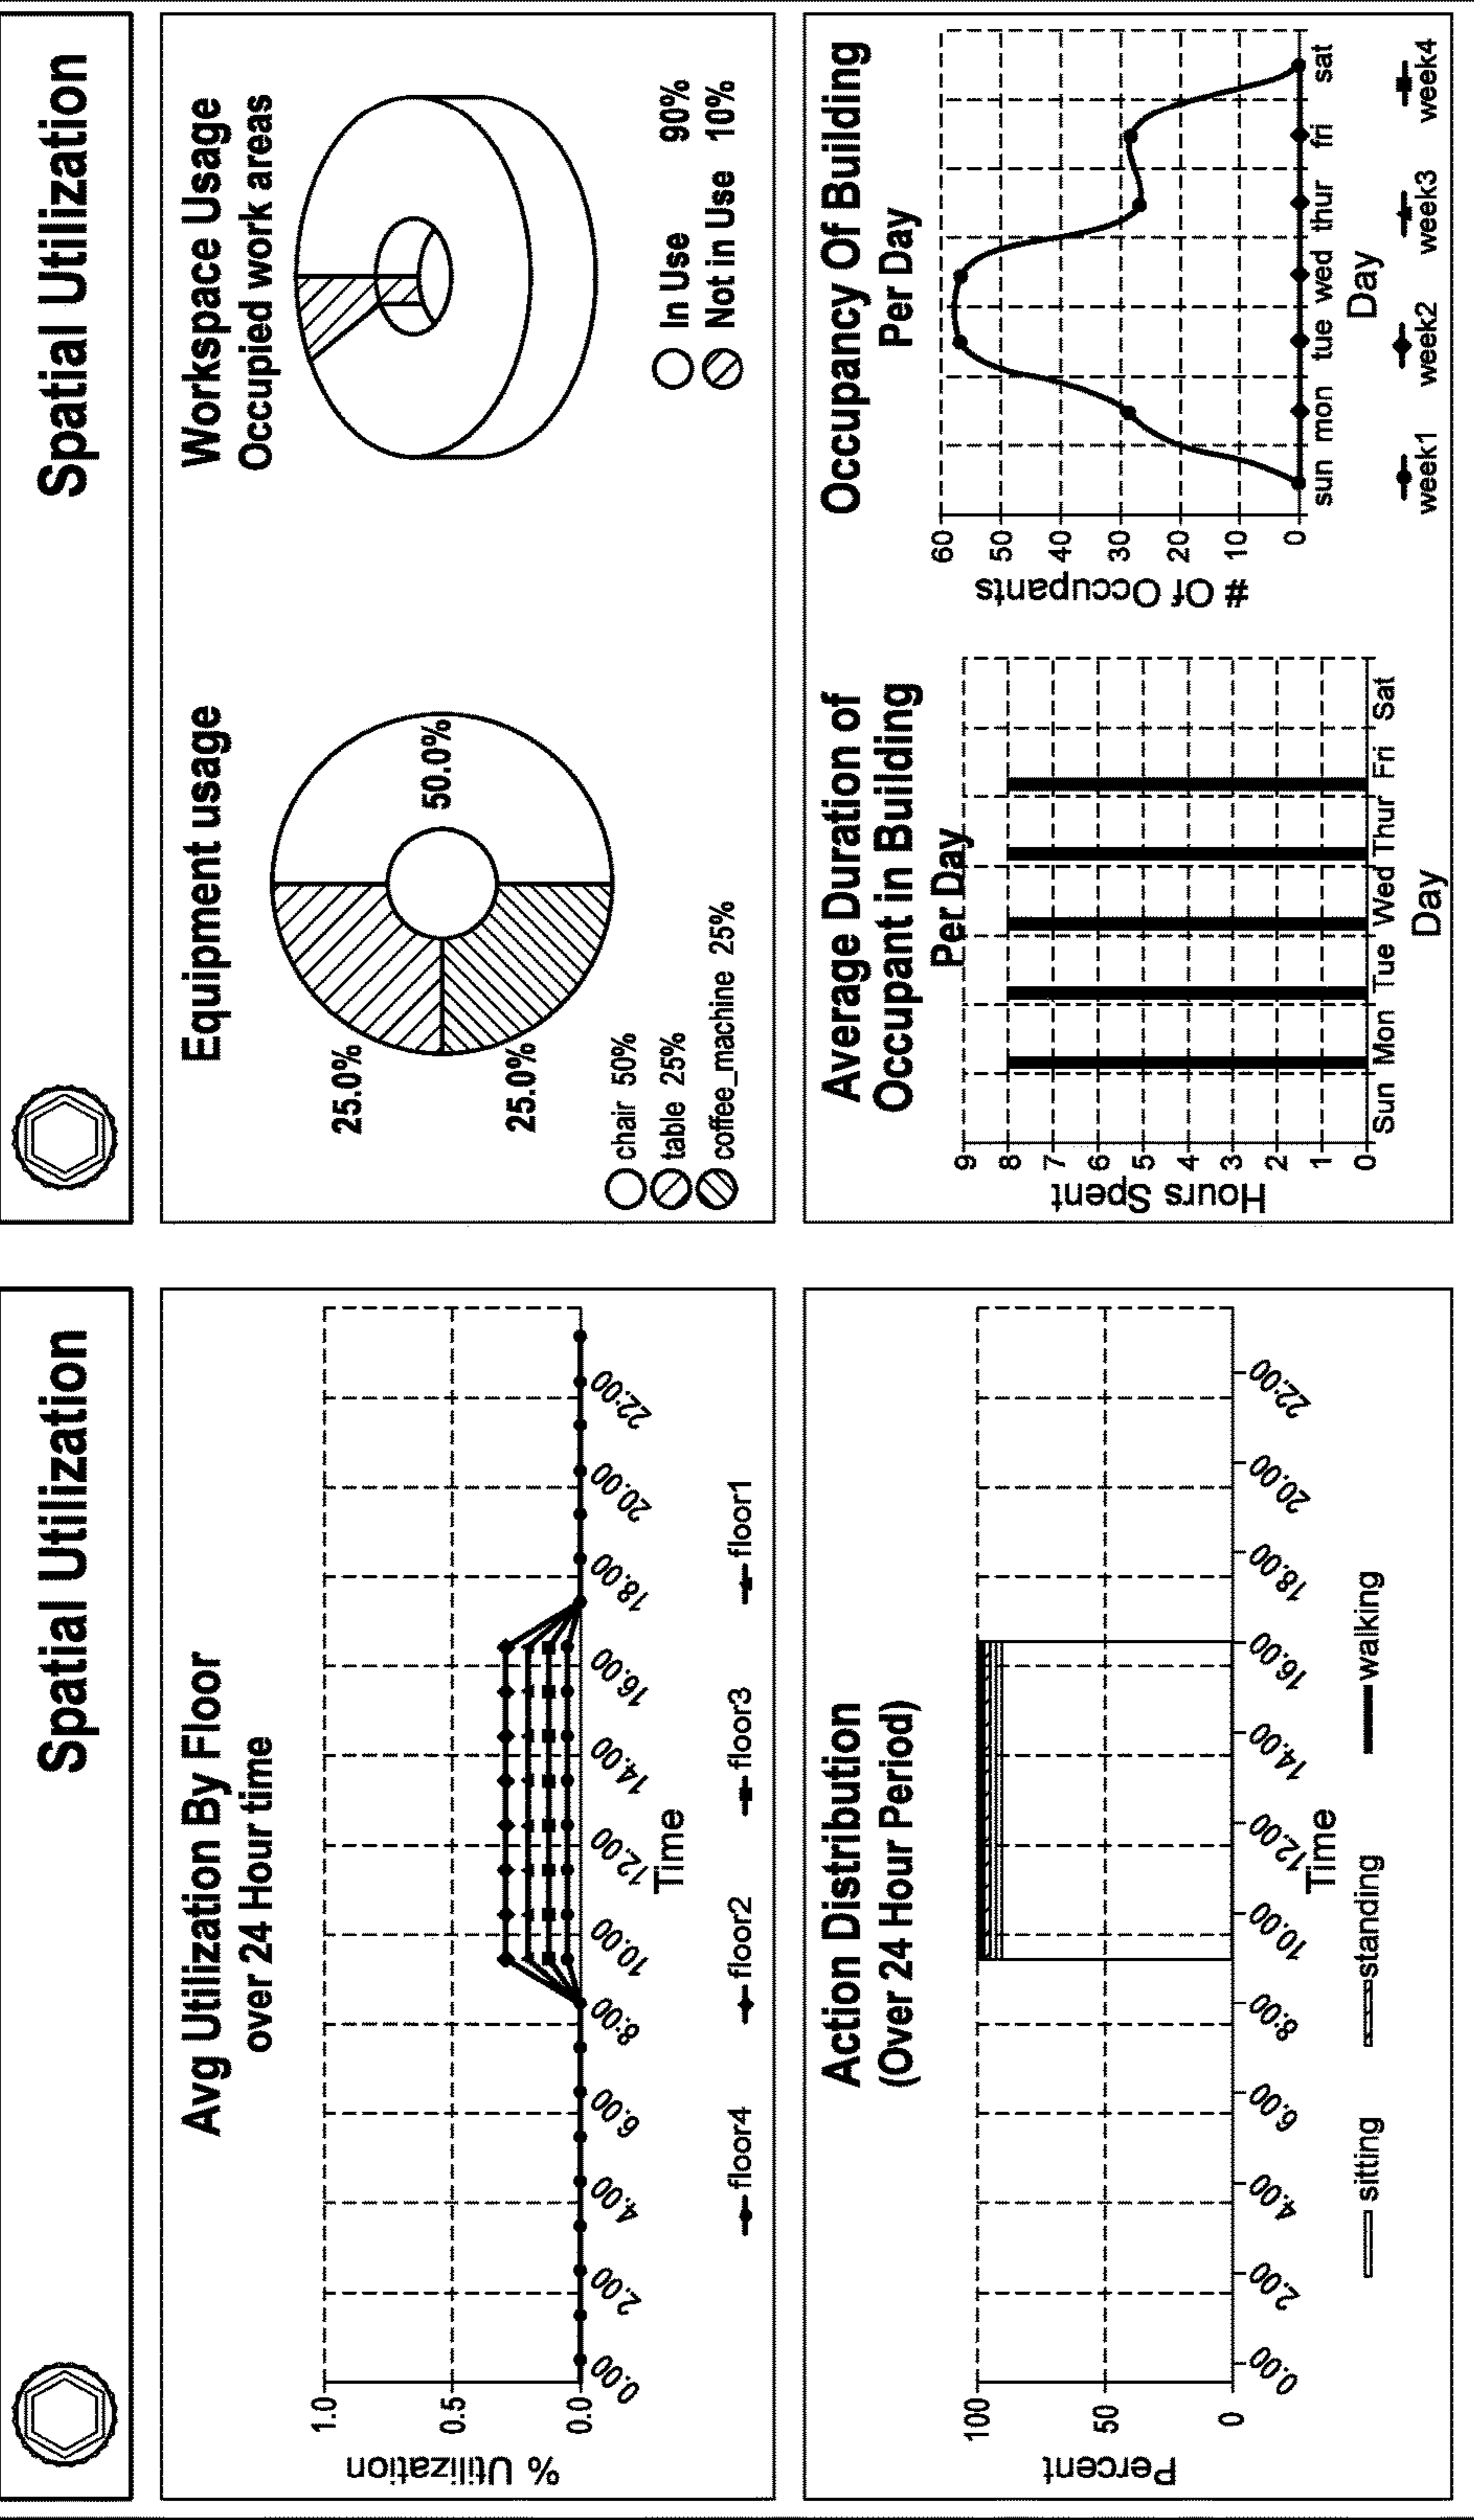 Spatial Utilization
Avg Utilization By Floor
over 24 Hour time
% Utilization
1.0
0.5
0.0
0.00
2.00
4.00
6.00
8:00
10.00
12.00
14.00
16.00
18.00
20.00
22:00
Time
floor4
floor2
floor3
floor1
Action Distribution
(Over 24 Hour Period)
Percent
100
50
0
0.00
2.00
4.00
6.00
8:00
10.00
12.00
14.00
16.00
18.00
20.00
22:00
Time
sitting
standing
walking
Spatial Utilization
Equipment usage
25.0%
50.0%
25.0%
chair 50%
table 25%
coffee_machine 25%
Workspace Usage
Occupied work areas
In Use 90%
Not in Use 10%
Average Duration of
Occupant in Building
Per Day
Hours Spent
9
8
7
6
5
4
3
2
1
0
Sun Mon Tue Wed Thur Fri Sat
Day
Occupancy Of Building
Per Day
# Of Occupants
60
50
40
30
20
10
0
sun mon tue wed thur fri sat
Day
week1 week2 week3 week4